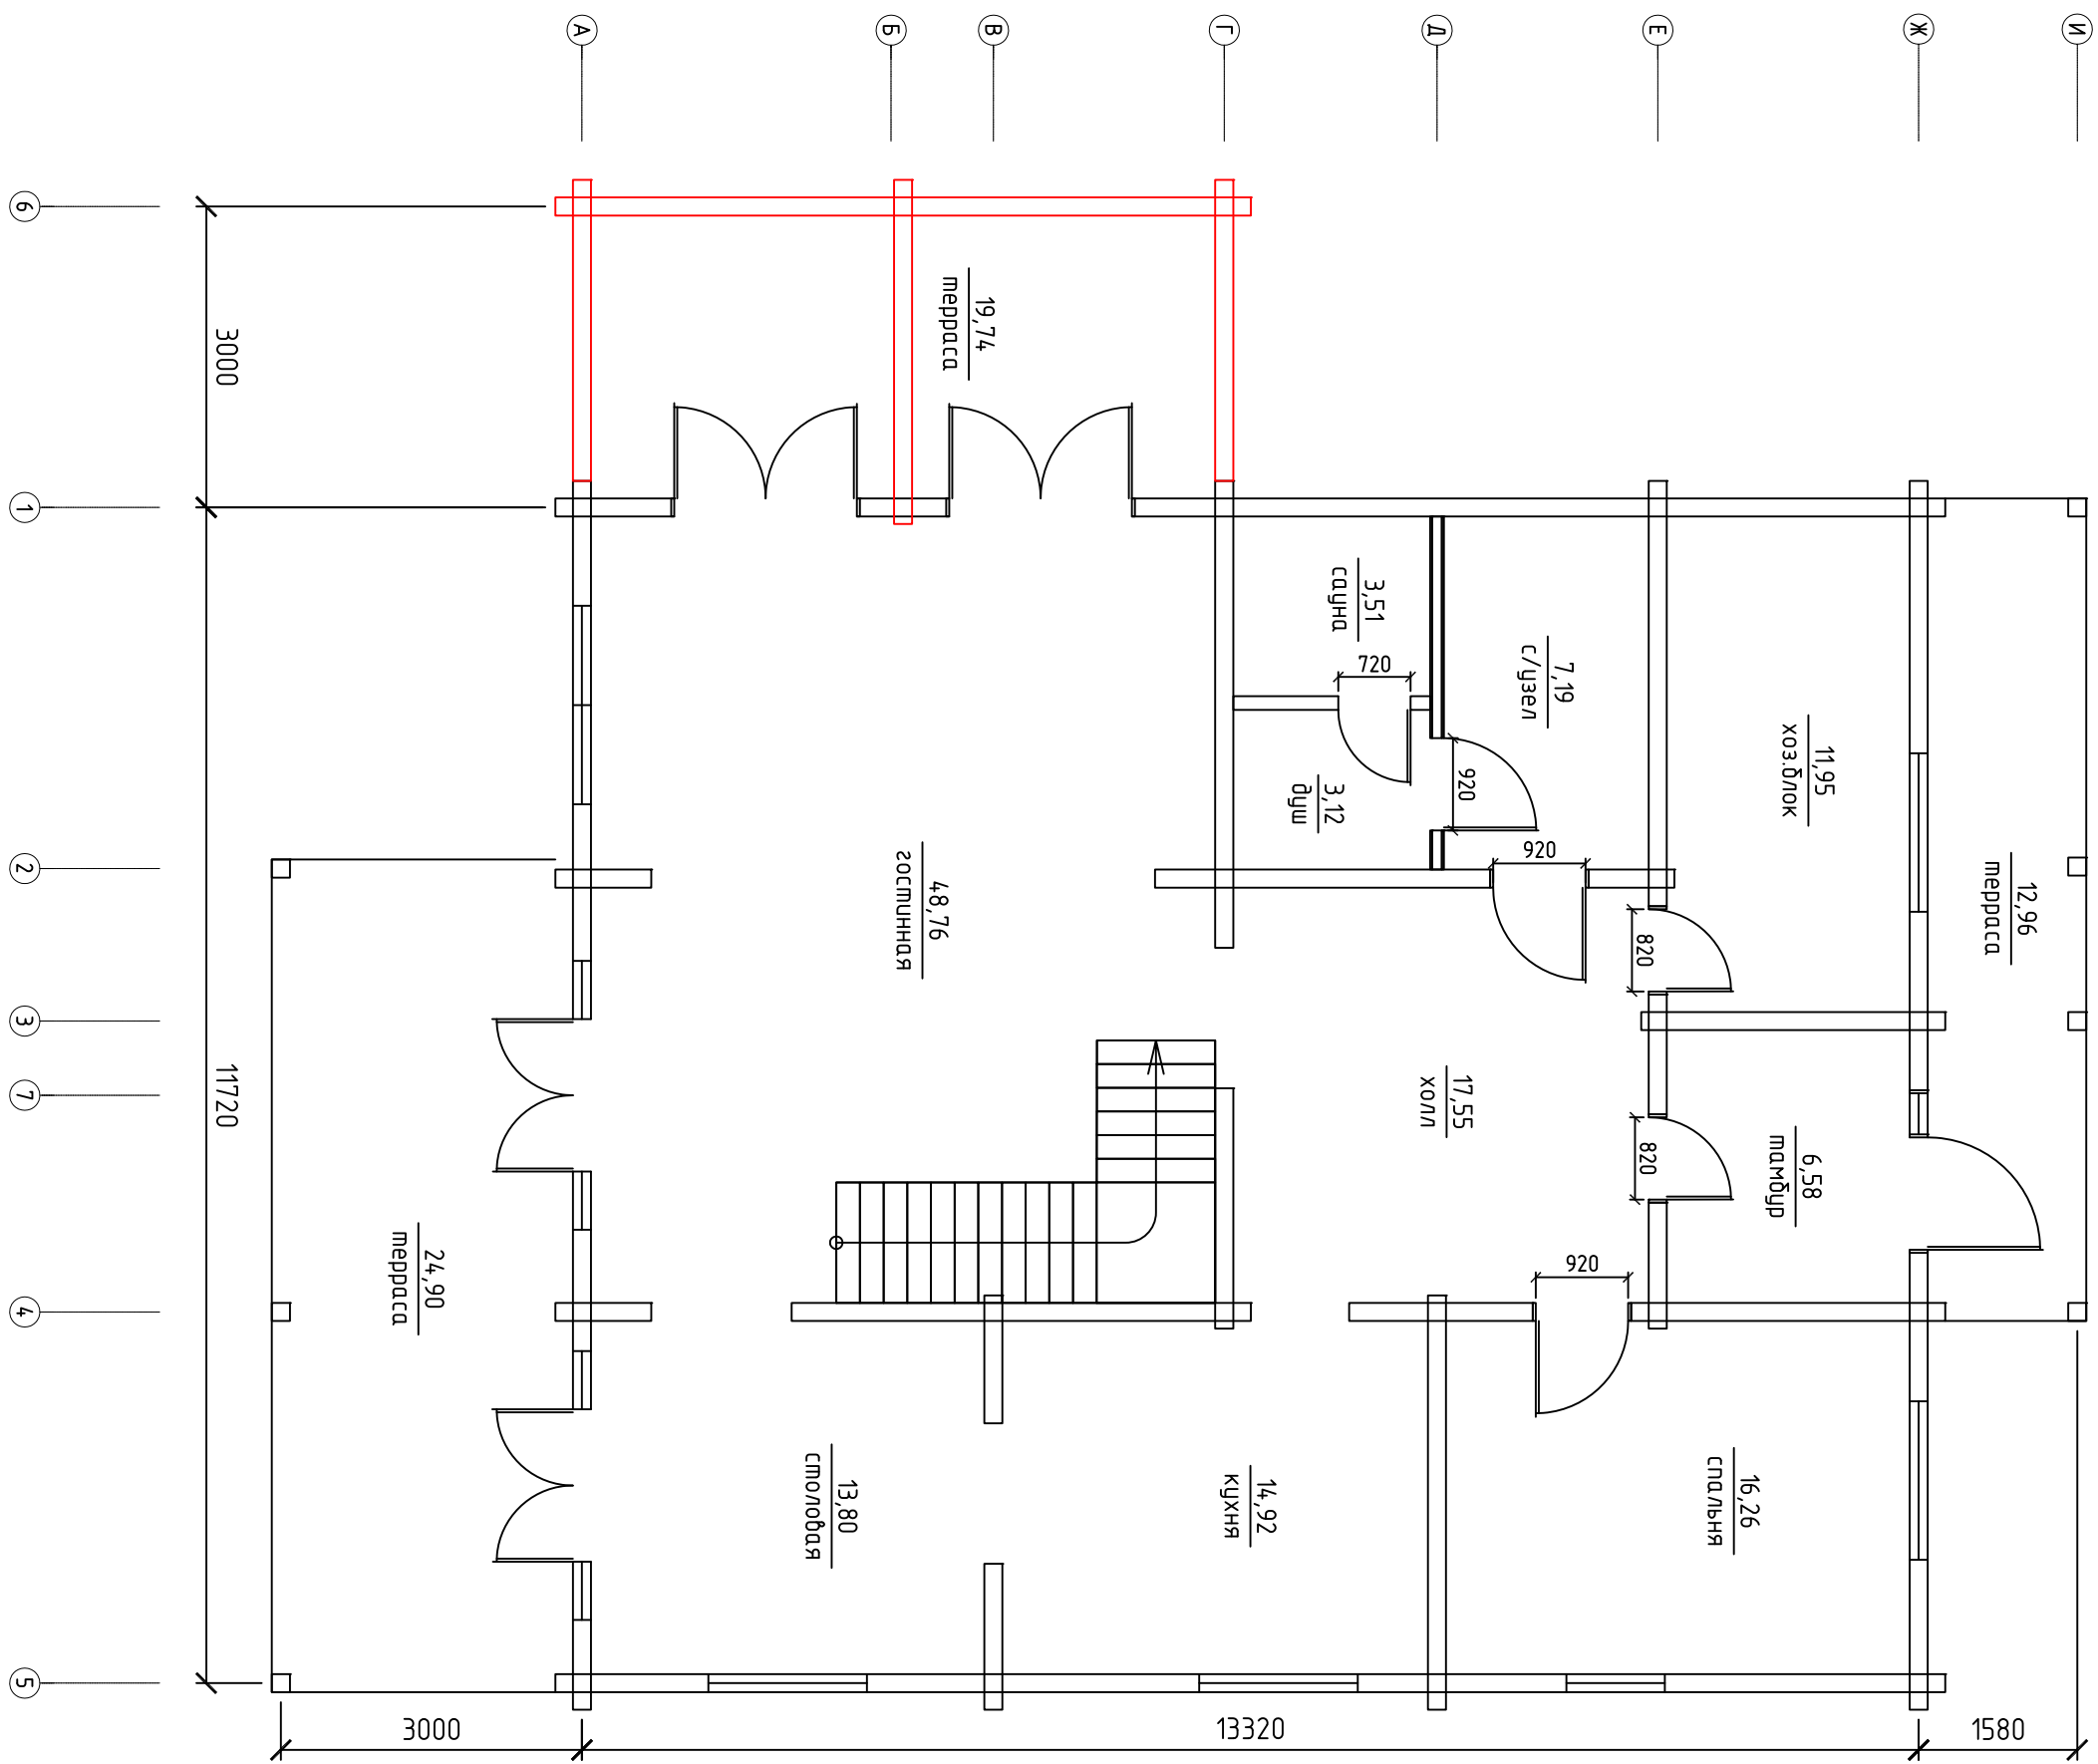 А
Б
В
Г
Д
Е
Ж
И
6
1
2
3
7
4
5
3000
11720
3000
13320
1580
19,74
терраса
3,51
сауна
720
7,19
с/узел
920
3,12
душ
920
11,95
хоз.блок
820
12,96
терраса
48,76
гостинная
17,55
холл
820
6,58
тамбур
920
24,90
терраса
13,80
столовая
14,92
кухня
16,26
спальня